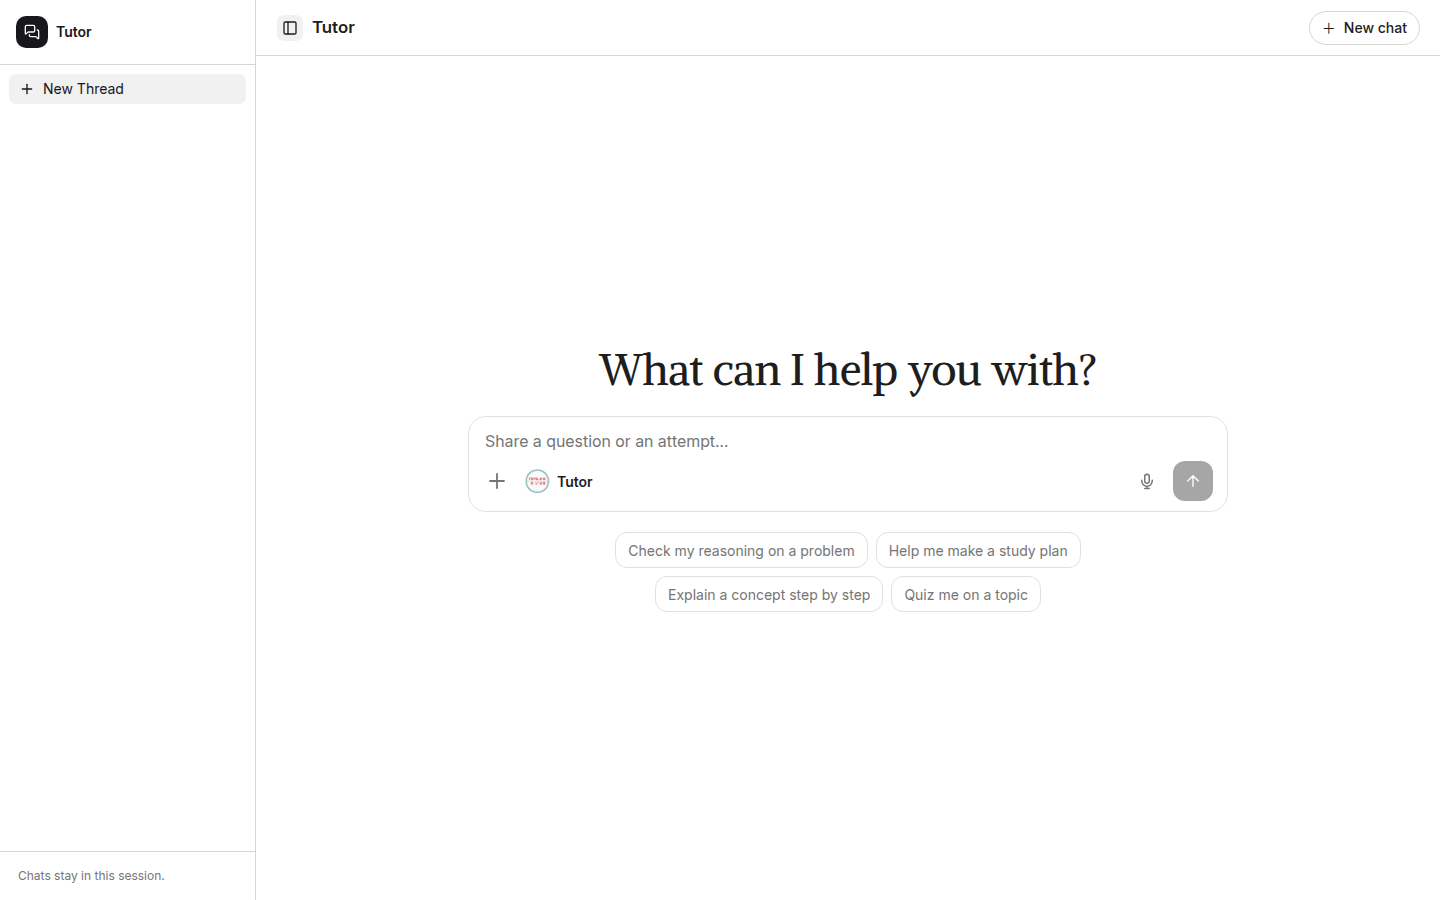 Tutor
New Thread
Chats stay in this session.
Tutor
New chat
What can I help you with?
Share a question or an attempt...
Tutor
Check my reasoning on a problem
Help me make a study plan
Explain a concept step by step
Quiz me on a topic